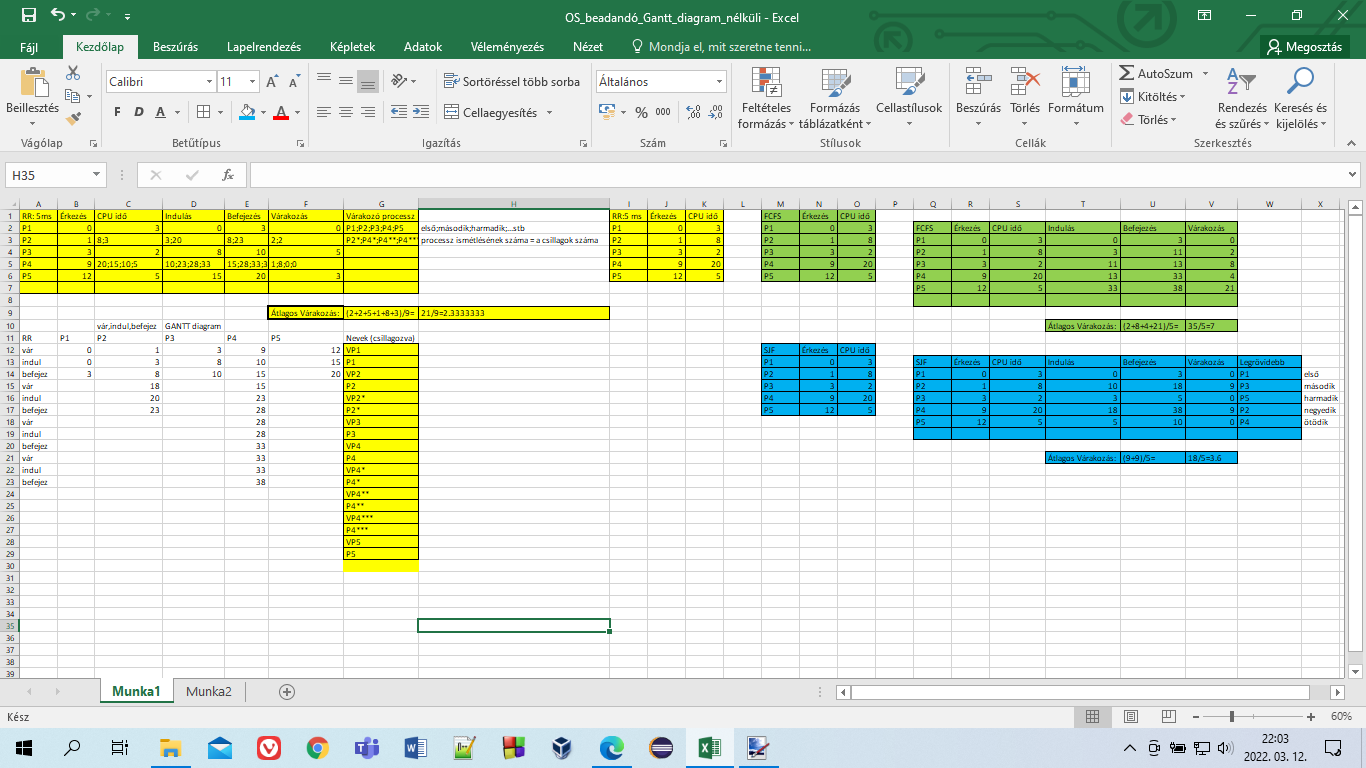 OS_beadandó_Gantt_diagram_nélküli - Excel
Fájl Kezdőlap Beszúrás Lapelrendezés Képletek Adatok Véleményezés Nézet Mondja el, mit szeretne tenni... Megosztás
Beillesztés
Vágólap
Calibri 11
F D A
Betűtípus
Sortöréssel több sorba
Cellaegyesítés
Igazítás
Általános
% 000
Szám
Feltételes formázás
Formázás táblázatként
Cellastílusok
Stílusok
Beszúrás Törlés Formátum
Cellák
AutoSzum
Kitöltés
Törlés
Rendezés és szűrés
Keresés és kijelölés
Szerkesztés
H35 fx
A B C D E F G H I J K L M N O P Q R S T U V W X
1 RR: 5ms Érkezés CPU idő Indulás Befejezés Várakozás Várakozó processz RR:5 ms Érkezés CPU idő FCFS Érkezés CPU idő
2 P1 0 3 0 3 0 P1;P2;P3;P4;P5 első;második;harmadik;...stb P1 0 3 P1 0 3 FCFS Érkezés CPU idő Indulás Befejezés Várakozás
3 P2 1 8;3 3;20 8;23 2;2 P2*;P4*;P4**;P4** processz ismétlésének száma = a csillagok száma P2 1 8 P2 1 8 P1 0 3 0 3 0
4 P3 3 2 8 10 5 P3 3 2 P3 3 2 P2 1 8 3 11 2
5 P4 9 20;15;10;5 10;23;28;33 15;28;33;3 1;8;0;0 P4 9 20 P4 9 20 P3 3 2 11 13 8
6 P5 12 5 15 20 3 P5 12 5 P5 12 5 P4 9 20 13 33 4
7 P5 12 5 33 38 21
8
9 Átlagos Várakozás: (2+2+5+1+8+3)/9= 21/9=2.3333333
10 vár,indul,befejez GANTT diagram Átlagos Várakozás: (2+8+4+21)/5= 35/5=7
11 RR P1 P2 P3 P4 P5 Nevek (csillagozva)
12 vár 0 1 3 9 12 VP1 SJF Érkezés CPU idő
13 indul 0 3 8 10 15 P1 P1 0 3 SJF Érkezés CPU idő Indulás Befejezés Várakozás Legrövidebb
14 befejez 3 8 10 15 20 VP2 P2 1 8 P1 0 3 0 3 0 P1 első
15 vár 18 15 P2 P3 3 2 P2 1 8 10 18 9 P3 második
16 indul 20 23 VP2* P4 9 20 P3 3 2 3 5 0 P5 harmadik
17 befejez 23 28 P2* P5 12 5 P4 9 20 18 38 9 P2 negyedik
18 vár 28 VP3 P5 12 5 5 10 0 P4 ötödik
19 indul 28 P3
20 befejez 33 VP4
21 vár 33 P4 Átlagos Várakozás: (9+9)/5= 18/5=3.6
22 indul 33 VP4*
23 befejez 38 P4*
24 VP4**
25 P4**
26 VP4***
27 P4***
28 VP5
29 P5
30
31
32
33
34
35
36
37
38
39
Munka1 Munka2
Kész 60%
22:03
2022. 03. 12.